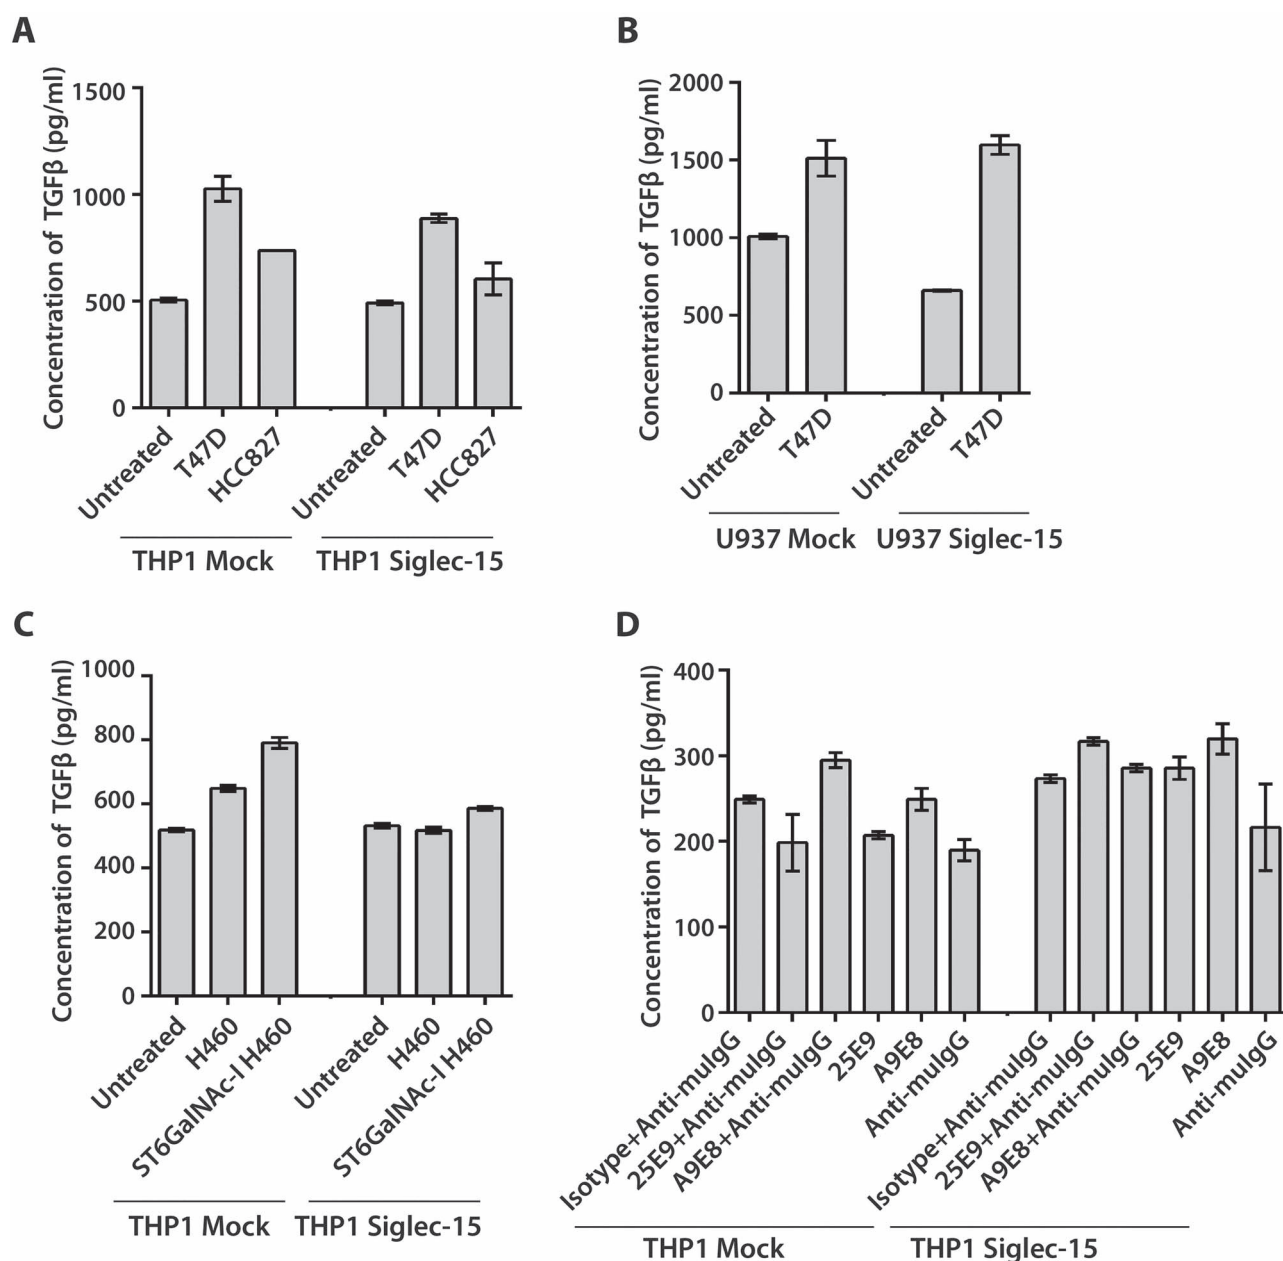 A
Concentration of TGFβ (pg/ml)
1500
1000
500
0
Untreated
T47D
HCC827
Untreated
T47D
HCC827
THP1 Mock
THP1 Siglec-15
B
Concentration of TGFβ (pg/ml)
2000
1500
1000
500
0
Untreated
T47D
Untreated
T47D
U937 Mock
U937 Siglec-15
C
Concentration of TGFβ (pg/ml)
1000
800
600
400
200
0
Untreated
H460
ST6GalNAc-I H460
Untreated
H460
ST6GalNAc-I H460
THP1 Mock
THP1 Siglec-15
D
Concentration of TGFβ (pg/ml)
400
300
200
100
0
Isotype+Anti-muIgG
25E9+Anti-muIgG
A9E8+Anti-muIgG
25E9
A9E8
Anti-muIgG
Isotype+Anti-muIgG
25E9+Anti-muIgG
A9E8+Anti-muIgG
25E9
A9E8
Anti-muIgG
THP1 Mock
THP1 Siglec-15